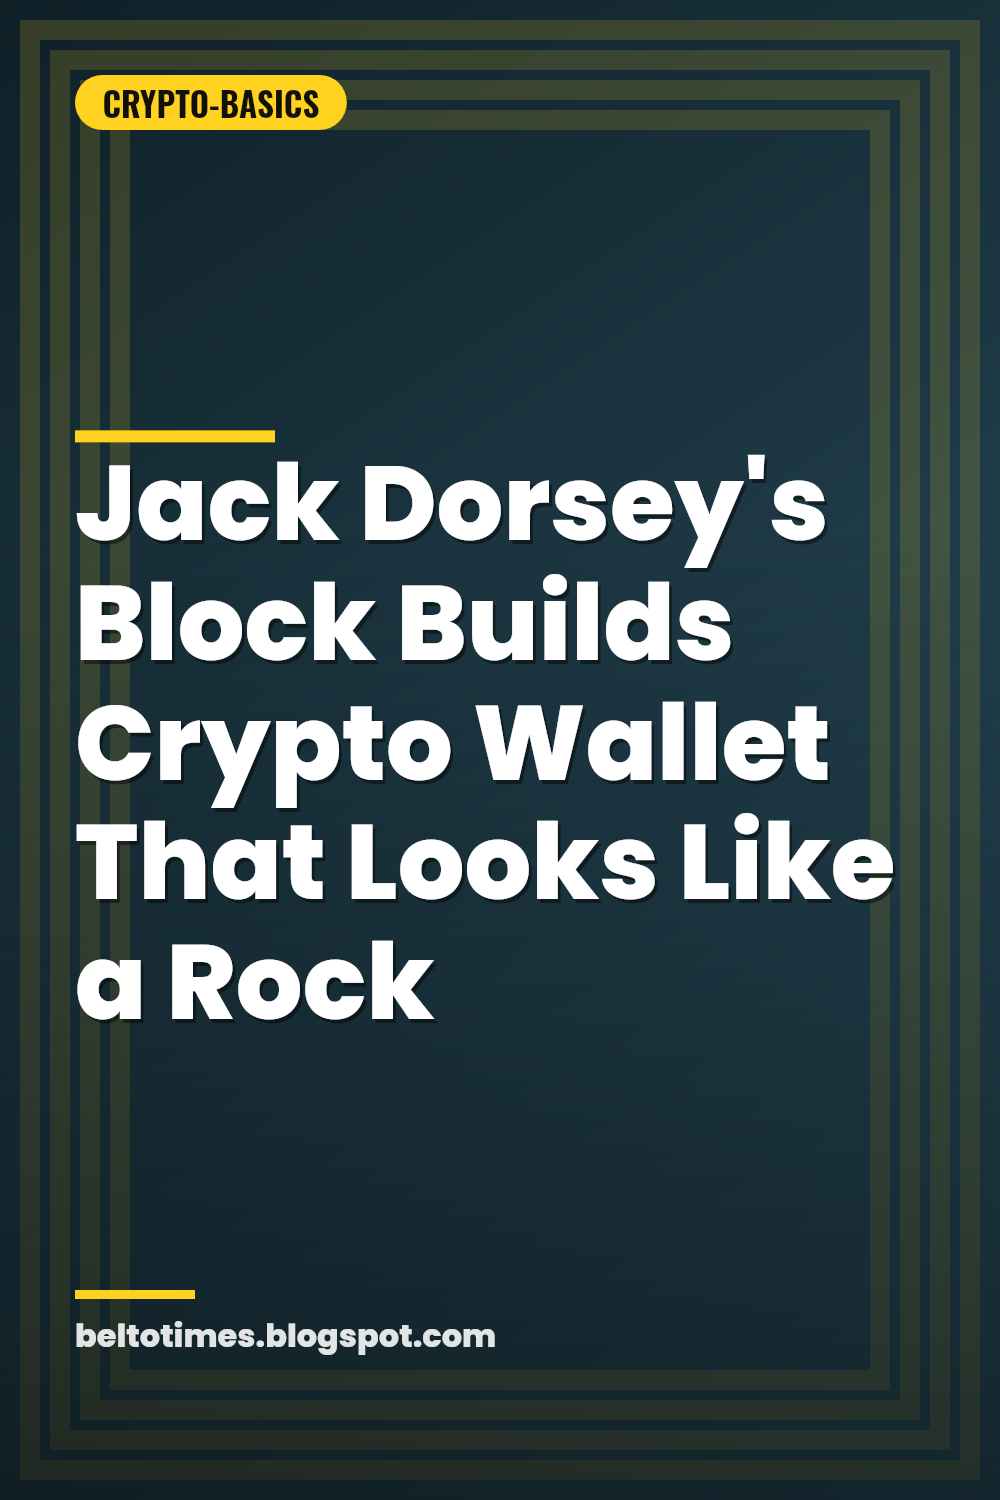 CRYPTO-BASICS
Jack Dorsey's
Block Builds
Crypto Wallet
That Looks Like
a Rock
beltotimes.blogspot.com